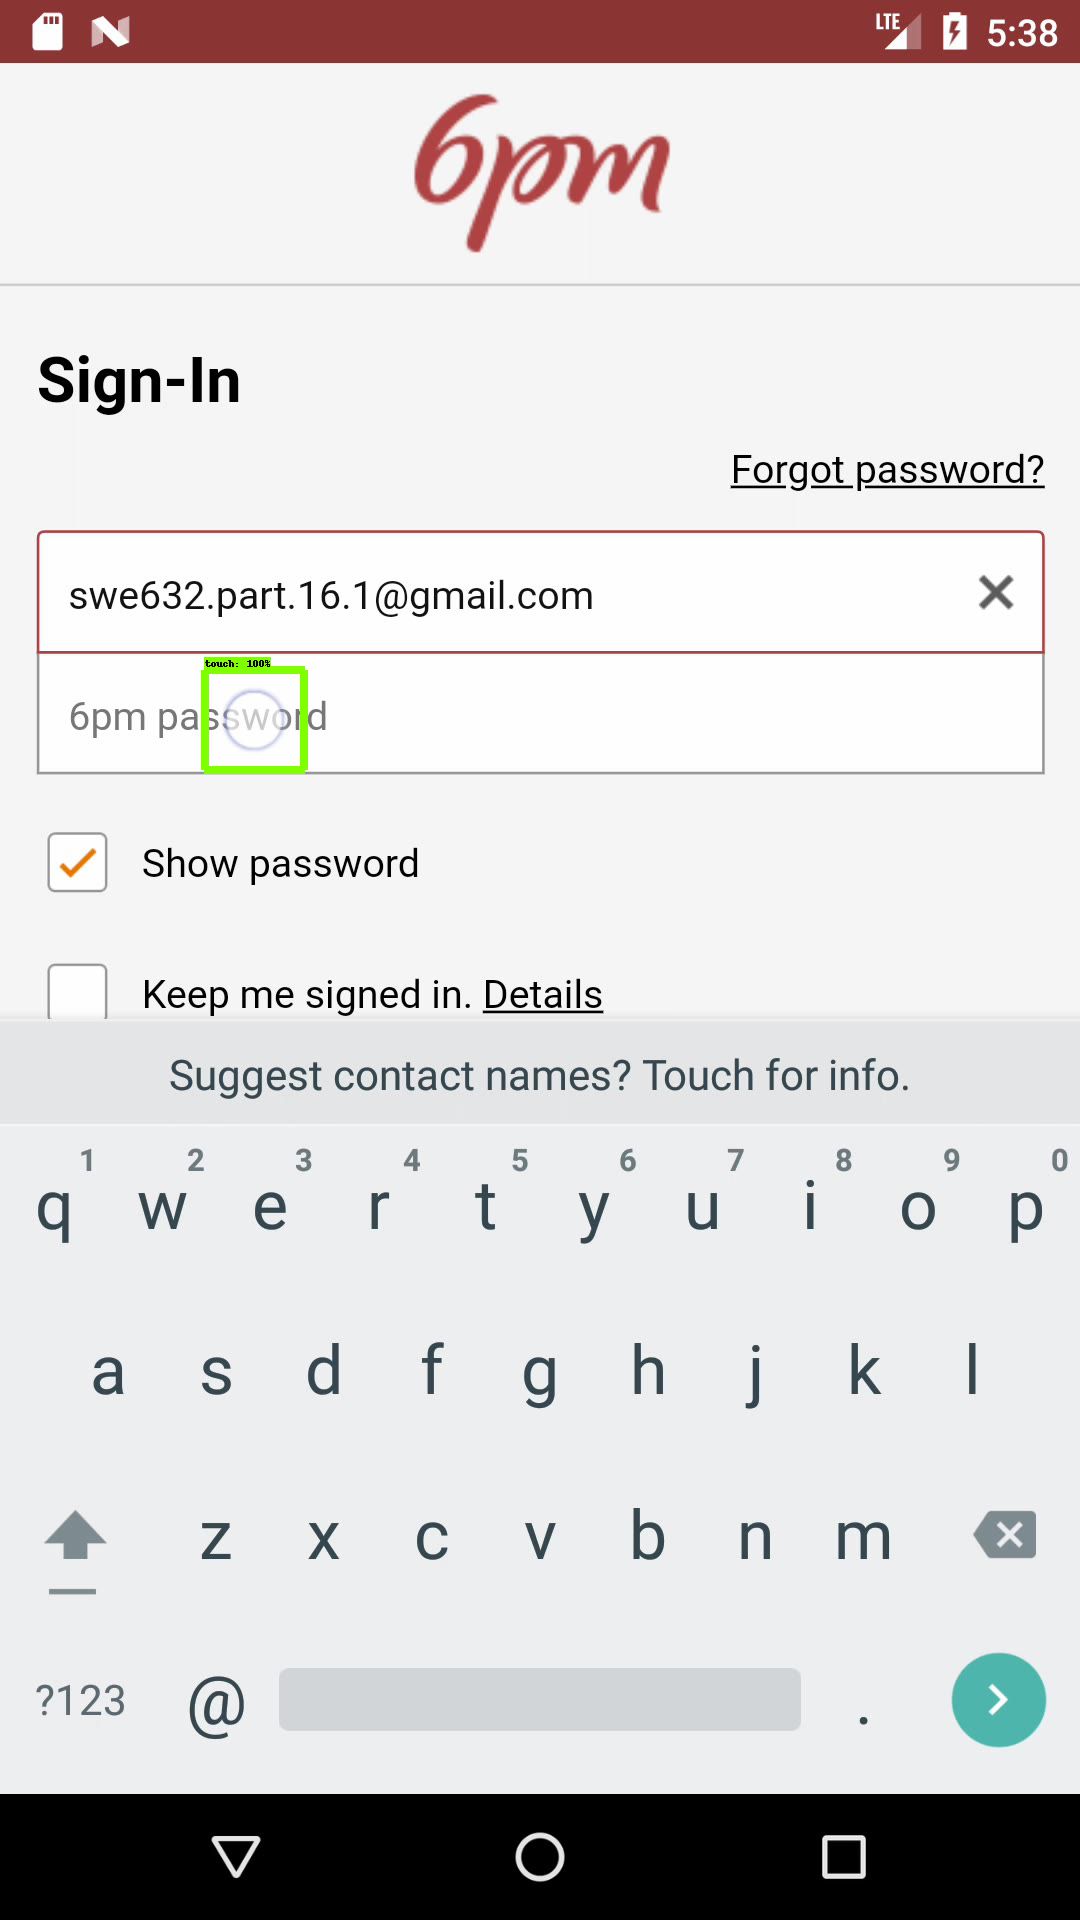 LTE 5:38
6pm
Sign-In
Forgot password?
swe632.part.16.1@gmail.com
touch: 100%
6pm password
Show password
Keep me signed in. Details
Suggest contact names? Touch for info.
1 2 3 4 5 6 7 8 9 0
q w e r t y u i o p
a s d f g h j k l
z x c v b n m
?123 @ .